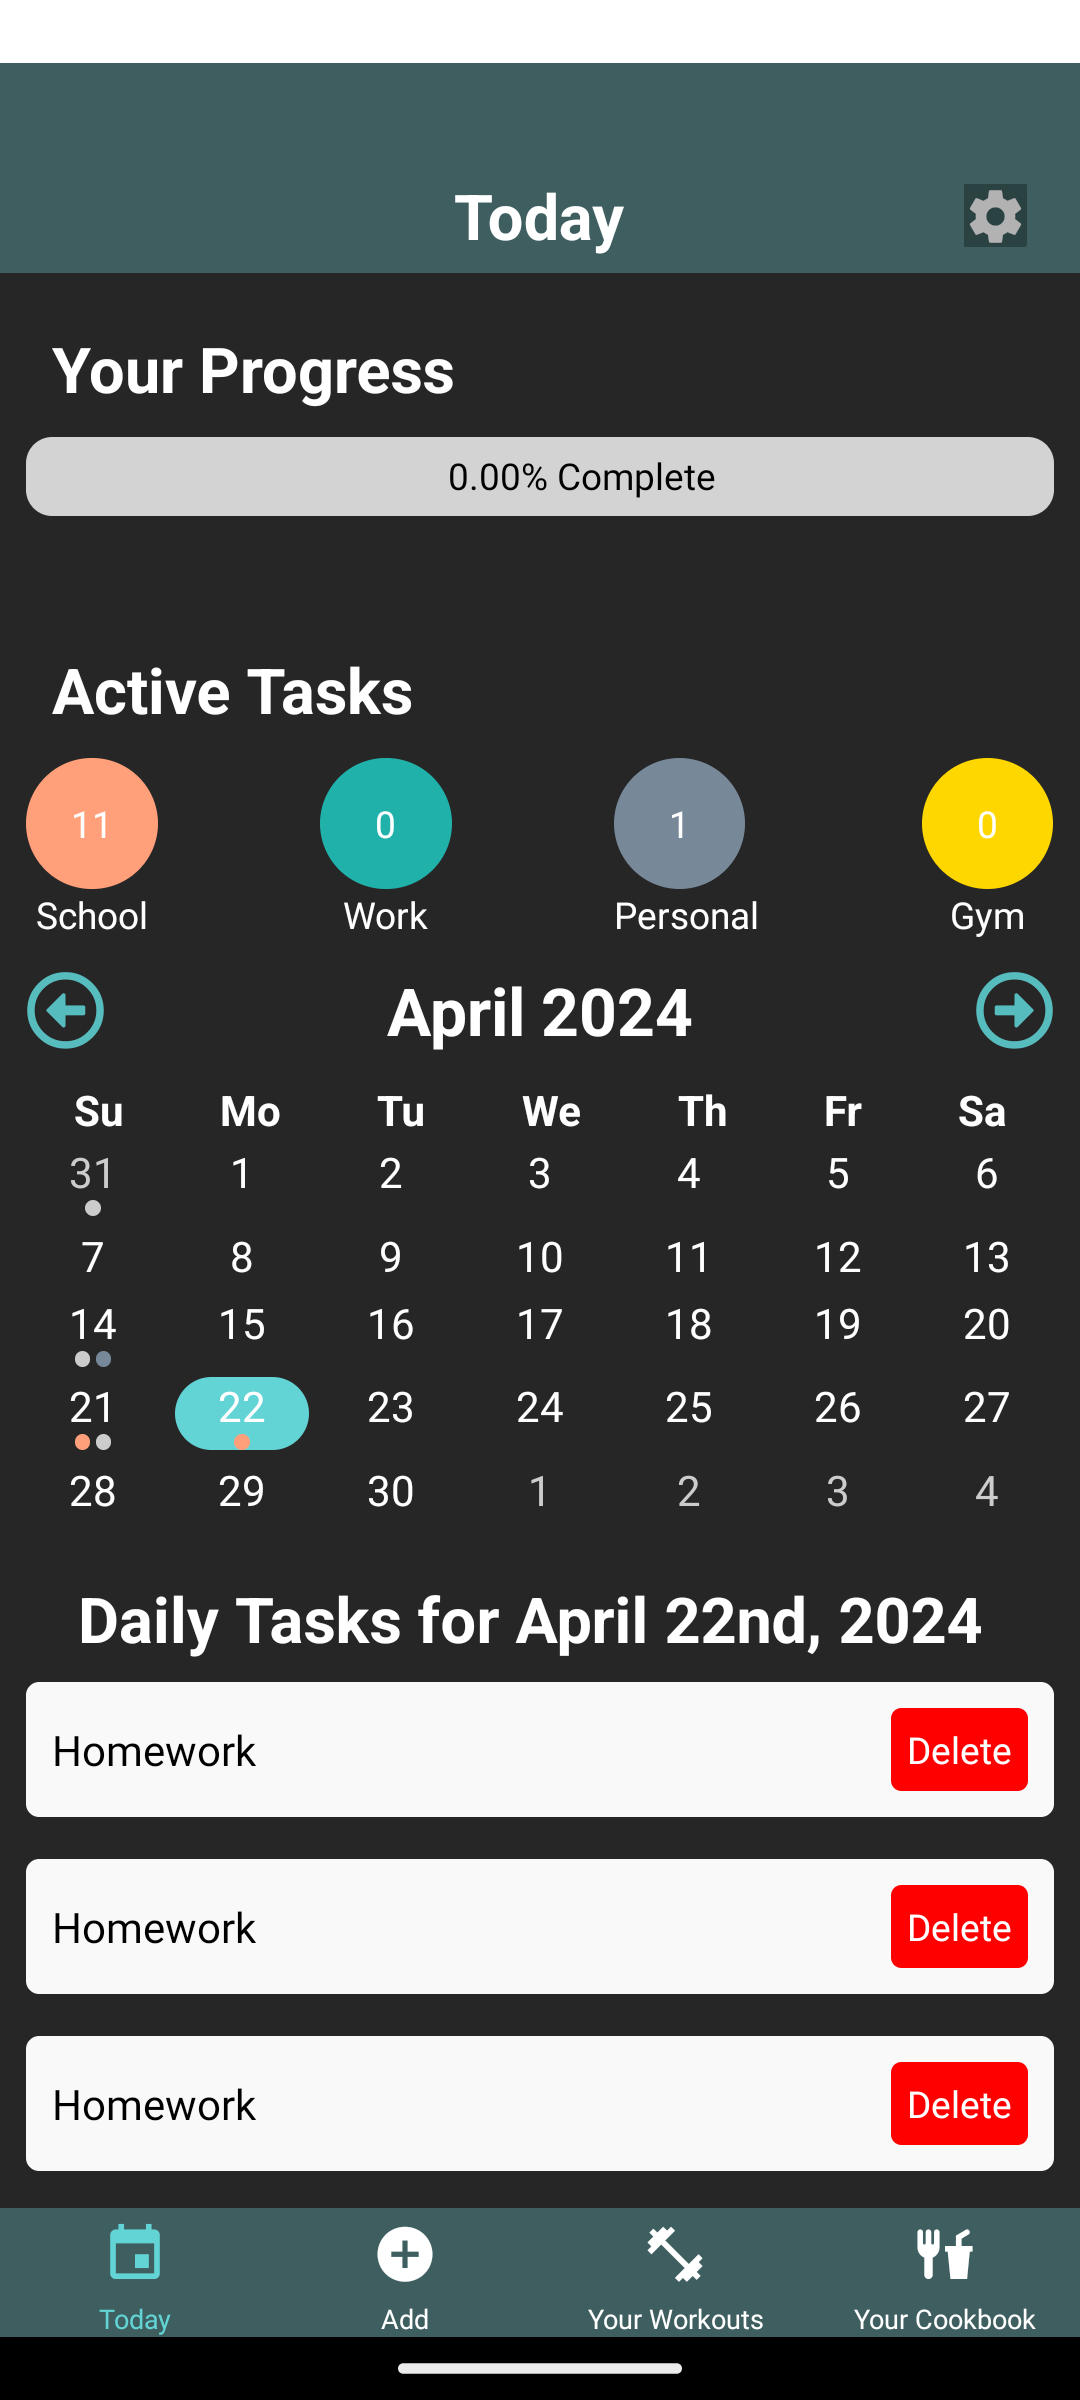 Today
Your Progress
0.00% Complete
Active Tasks
11 0 1 0
School Work Personal Gym
April 2024
Su Mo Tu We Th Fr Sa
31 1 2 3 4 5 6
7 8 9 10 11 12 13
14 15 16 17 18 19 20
21 22 23 24 25 26 27
28 29 30 1 2 3 4
Daily Tasks for April 22nd, 2024
Homework Delete
Homework Delete
Homework Delete
Today Add Your Workouts Your Cookbook